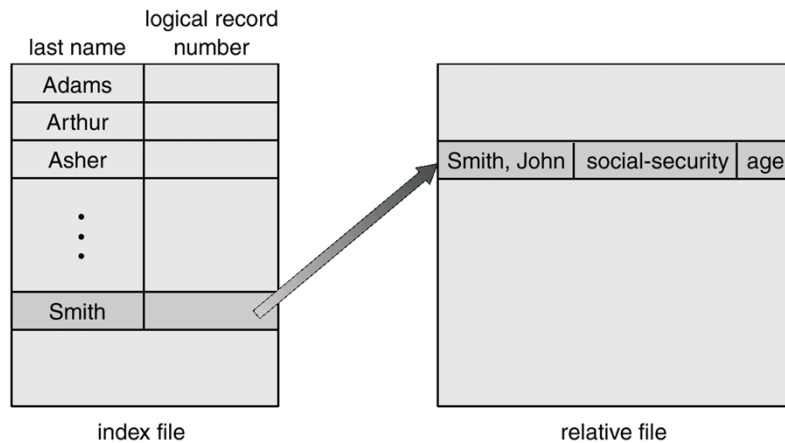 logical record
last name number
Adams
Arthur
Asher
Smith
Smith, John social-security age
index file
relative file